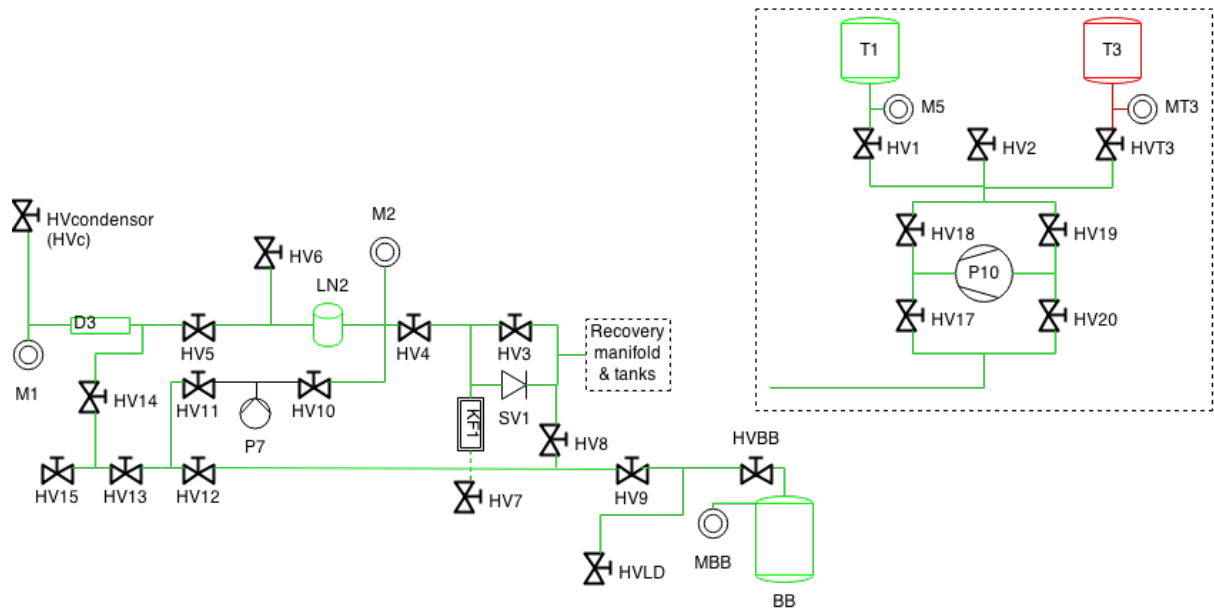 T1
T3
M5
MT3
HV1
HV2
HVT3
HV18
HV19
P10
HV17
HV20
HVcondensor
(HVc)
M2
HV6
LN2
D3
HV5
HV4
HV3
Recovery
manifold
& tanks
M1
HV14
HV11
HV10
P7
KF1
SV1
HV8
HVBB
HV15
HV13
HV12
HV7
HV9
HVLD
MBB
BB